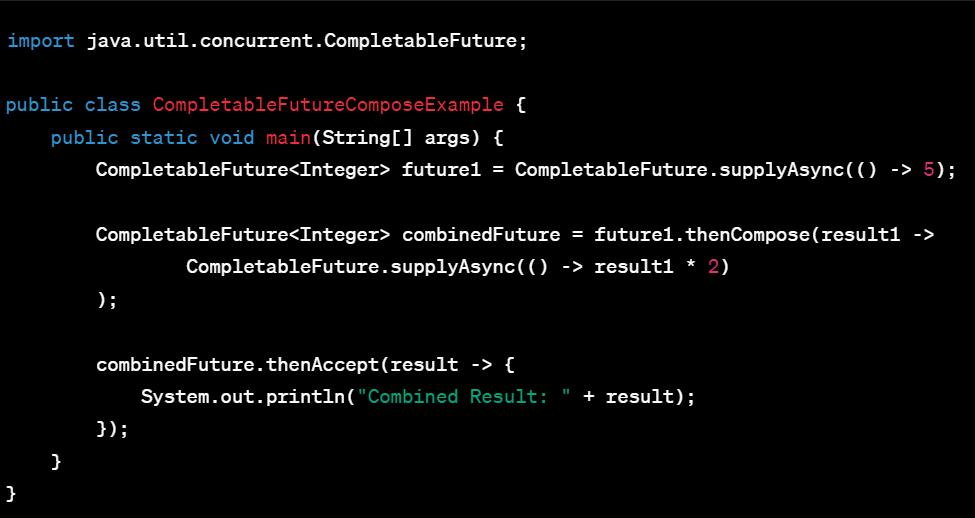 import java.util.concurrent.CompletableFuture;
public class CompletableFutureComposeExample {
public static void main(String[] args) {
CompletableFuture<Integer> future1 = CompletableFuture.supplyAsync(() -> 5);
CompletableFuture<Integer> combinedFuture = future1.thenCompose(result1 ->
CompletableFuture.supplyAsync(() -> result1 * 2)
);
combinedFuture.thenAccept(result -> {
System.out.println("Combined Result: " + result);
});
}
}